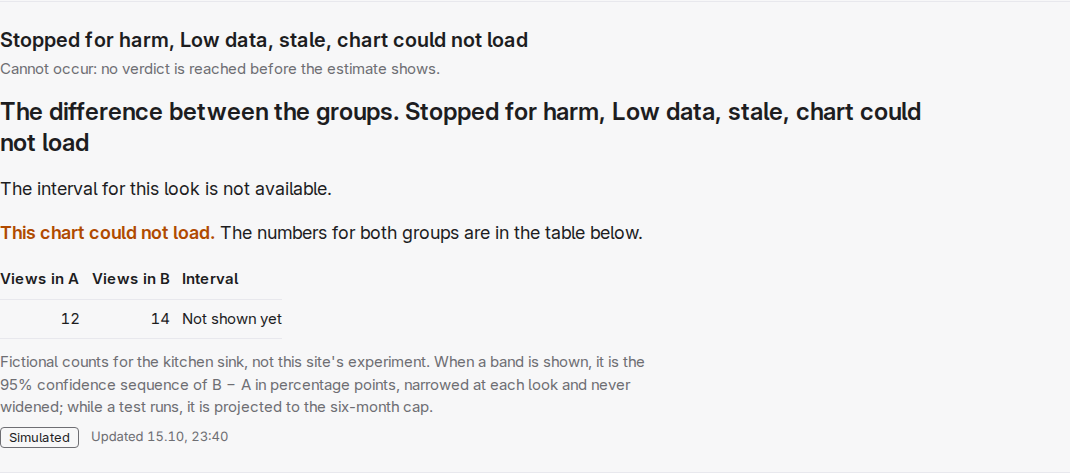 Stopped for harm, Low data, stale, chart could not load
Cannot occur: no verdict is reached before the estimate shows.
The difference between the groups. Stopped for harm, Low data, stale, chart could
not load
The interval for this look is not available.
This chart could not load. The numbers for both groups are in the table below.
Views in A Views in B Interval
12 14 Not shown yet
Fictional counts for the kitchen sink, not this site's experiment. When a band is shown, it is the
95% confidence sequence of B − A in percentage points, narrowed at each look and never
widened; while a test runs, it is projected to the six-month cap.
Simulated Updated 15.10, 23:40